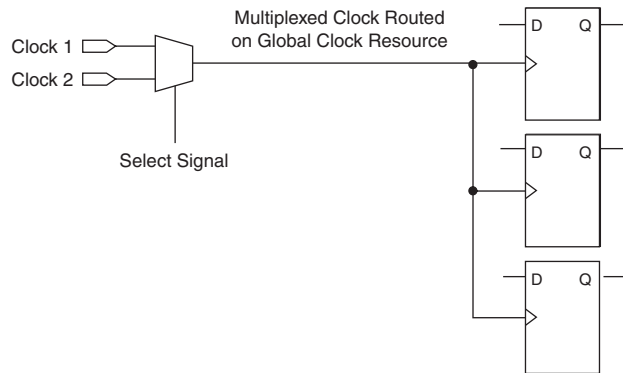 Multiplexed Clock Routed
on Global Clock Resource
Clock 1
Clock 2
Select Signal
D Q
D Q
D Q